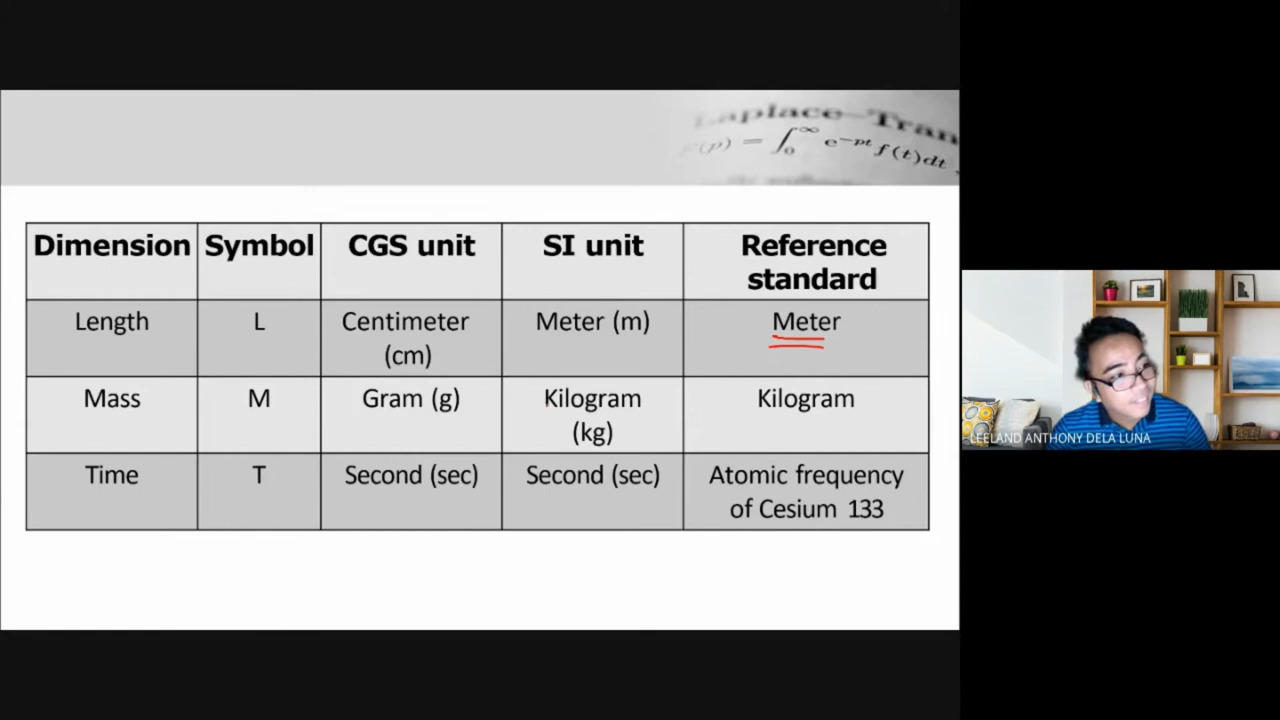 Laplace-Tran
F(p) = ∫₀^∞ e^-pt f(t)dt
Dimension Symbol CGS unit SI unit Reference
standard
Length L Centimeter Meter (m) Meter
(cm)
Mass M Gram (g) Kilogram Kilogram
(kg)
Time T Second (sec) Second (sec) Atomic frequency
of Cesium 133
LEELAND ANTHONY DELA LUNA